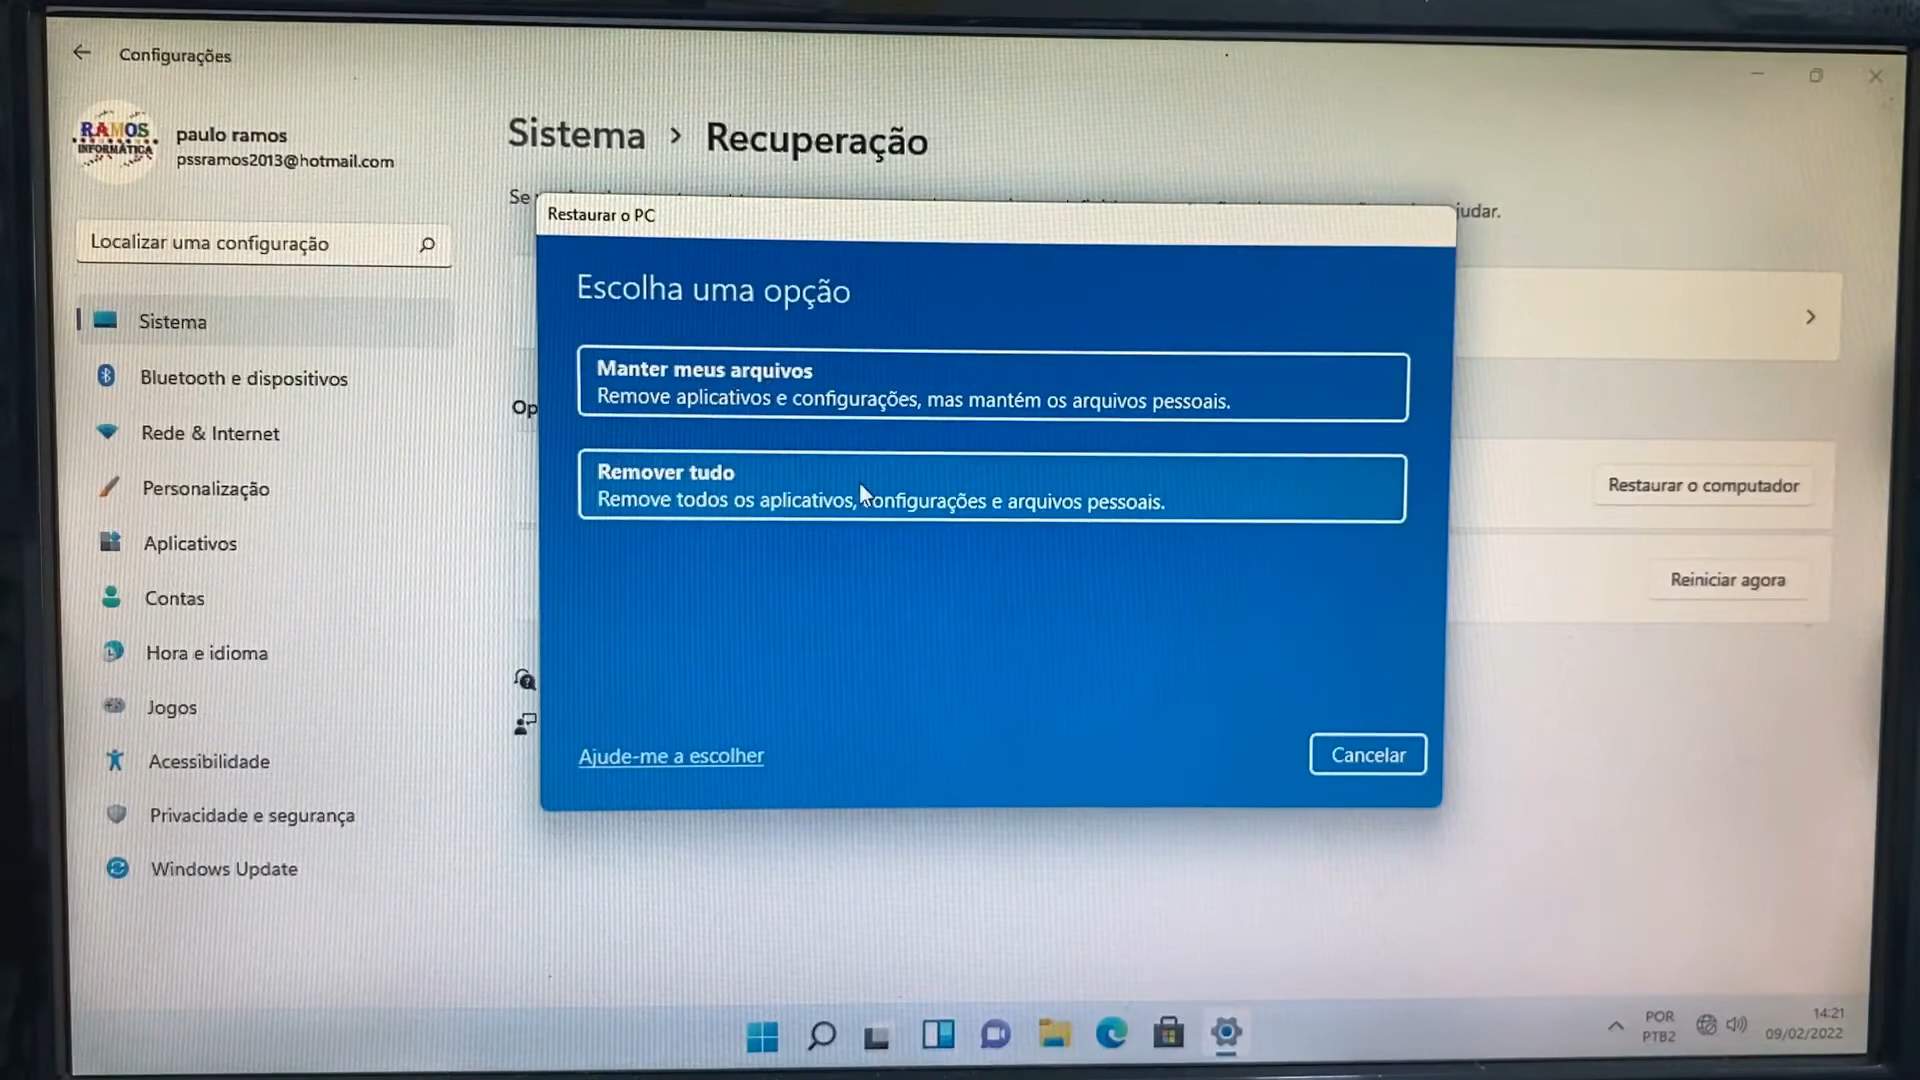 Configurações
RAMOS
INFORMÁTICA
paulo ramos
pssramos2013@hotmail.com
Localizar uma configuração
Sistema
Bluetooth e dispositivos
Rede & Internet
Personalização
Aplicativos
Contas
Hora e idioma
Jogos
Acessibilidade
Privacidade e segurança
Windows Update
Sistema > Recuperação
Se
judar.
Op
Restaurar o computador
Reiniciar agora
Restaurar o PC
Escolha uma opção
Manter meus arquivos
Remove aplicativos e configurações, mas mantém os arquivos pessoais.
Remover tudo
Remove todos os aplicativos, configurações e arquivos pessoais.
Ajude-me a escolher
Cancelar
POR
PTB2
14:21
09/02/2022